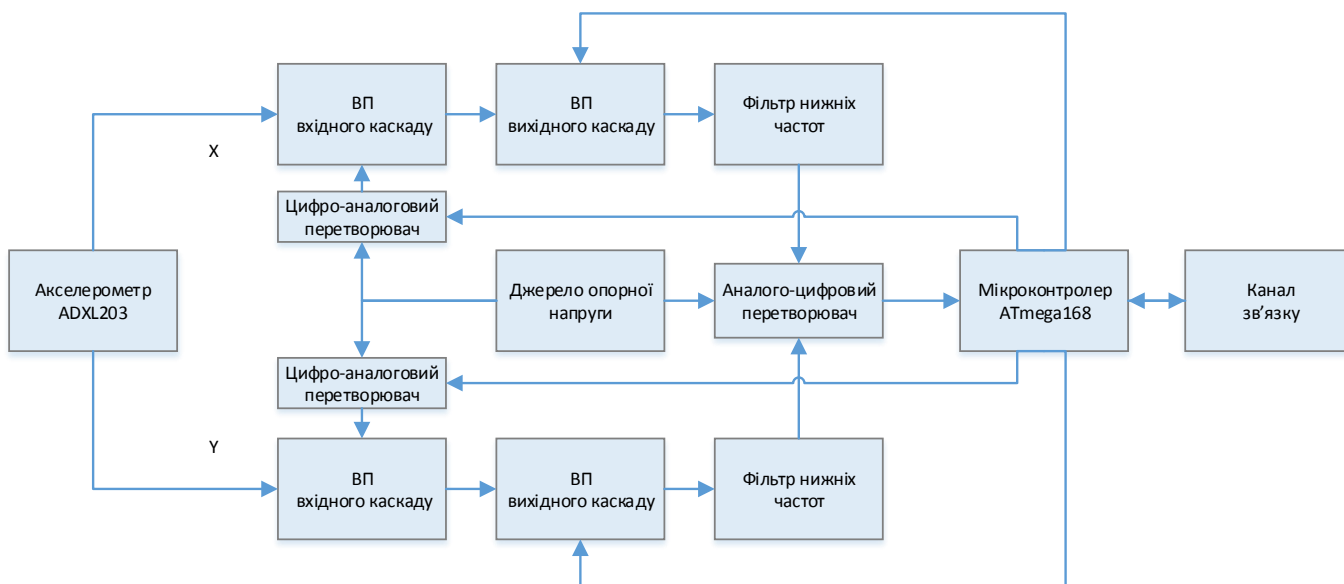 ВП
вхідного каскаду
ВП
вихідного каскаду
Фільтр нижніх
частот
X
Цифро-аналоговий
перетворювач
Акселерометр
ADXL203
Джерело опорної
напруги
Аналого-цифровий
перетворювач
Мікроконтролер
ATmega168
Канал
зв’язку
Цифро-аналоговий
перетворювач
Y
ВП
вхідного каскаду
ВП
вихідного каскаду
Фільтр нижніх
частот